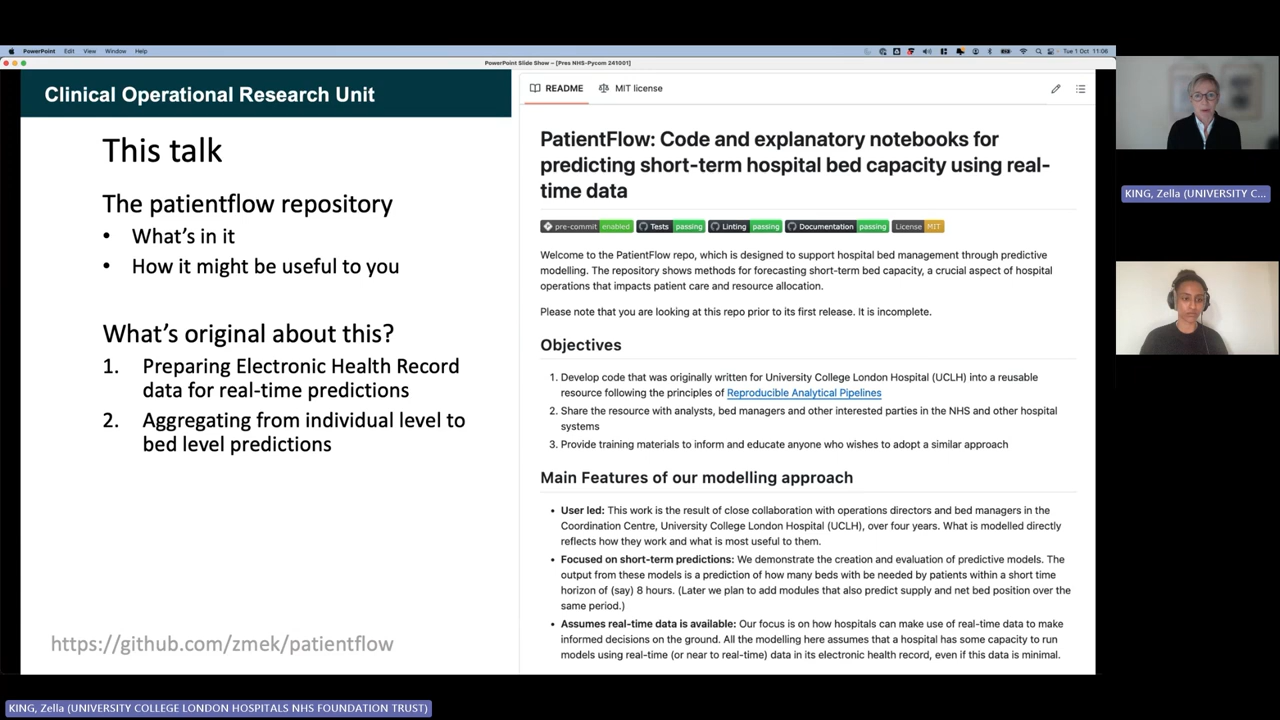 PowerPoint Edit View Window Help
Tue 1 Oct 11:06
PowerPoint Slide Show – [Pres NHS-Pycom 241001]
Clinical Operational Research Unit
This talk
The patientflow repository
• What’s in it
• How it might be useful to you
What’s original about this?
1. Preparing Electronic Health Record
data for real-time predictions
2. Aggregating from individual level to
bed level predictions
https://github.com/zmek/patientflow
README MIT license
PatientFlow: Code and explanatory notebooks for
predicting short-term hospital bed capacity using real-
time data
pre-commit enabled Tests passing Linting passing Documentation passing License MIT
Welcome to the PatientFlow repo, which is designed to support hospital bed management through predictive
modelling. The repository shows methods for forecasting short-term bed capacity, a crucial aspect of hospital
operations that impacts patient care and resource allocation.
Please note that you are looking at this repo prior to its first release. It is incomplete.
Objectives
1. Develop code that was originally written for University College London Hospital (UCLH) into a reusable
resource following the principles of Reproducible Analytical Pipelines
2. Share the resource with analysts, bed managers and other interested parties in the NHS and other hospital
systems
3. Provide training materials to inform and educate anyone who wishes to adopt a similar approach
Main Features of our modelling approach
• User led: This work is the result of close collaboration with operations directors and bed managers in the
Coordination Centre, University College London Hospital (UCLH), over four years. What is modelled directly
reflects how they work and what is most useful to them.
• Focused on short-term predictions: We demonstrate the creation and evaluation of predictive models. The
output from these models is a prediction of how many beds with be needed by patients within a short time
horizon of (say) 8 hours. (Later we plan to add modules that also predict supply and net bed position over the
same period.)
• Assumes real-time data is available: Our focus is on how hospitals can make use of real-time data to make
informed decisions on the ground. All the modelling here assumes that a hospital has some capacity to run
models using real-time (or near to real-time) data in its electronic health record, even if this data is minimal.
KING, Zella (UNIVERSITY C...
KING, Zella (UNIVERSITY COLLEGE LONDON HOSPITALS NHS FOUNDATION TRUST)